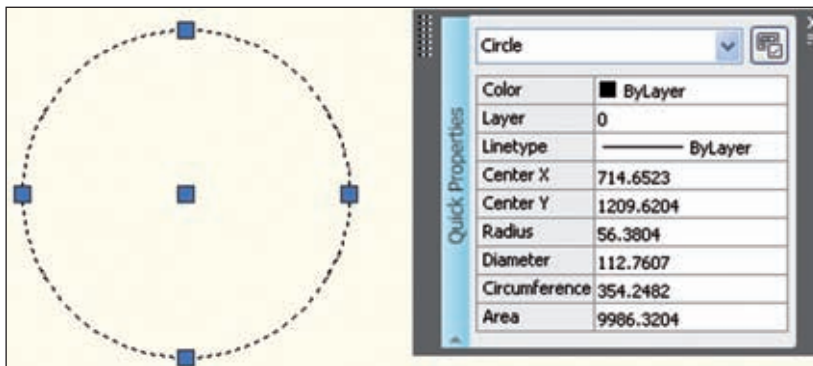 Circle
Quick Properties
Color ByLayer
Layer 0
Linetype ByLayer
Center X 714.6523
Center Y 1209.6204
Radius 56.3804
Diameter 112.7607
Circumference 354.2482
Area 9986.3204